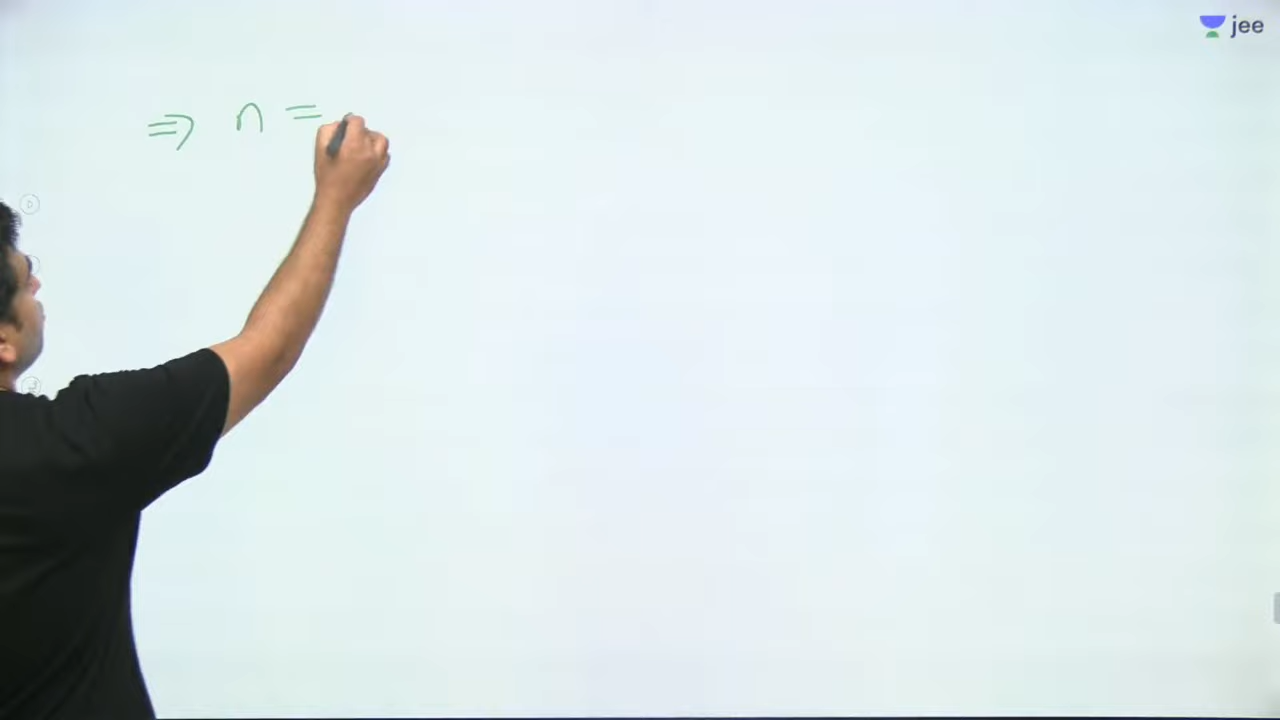 jee
⇒ n =